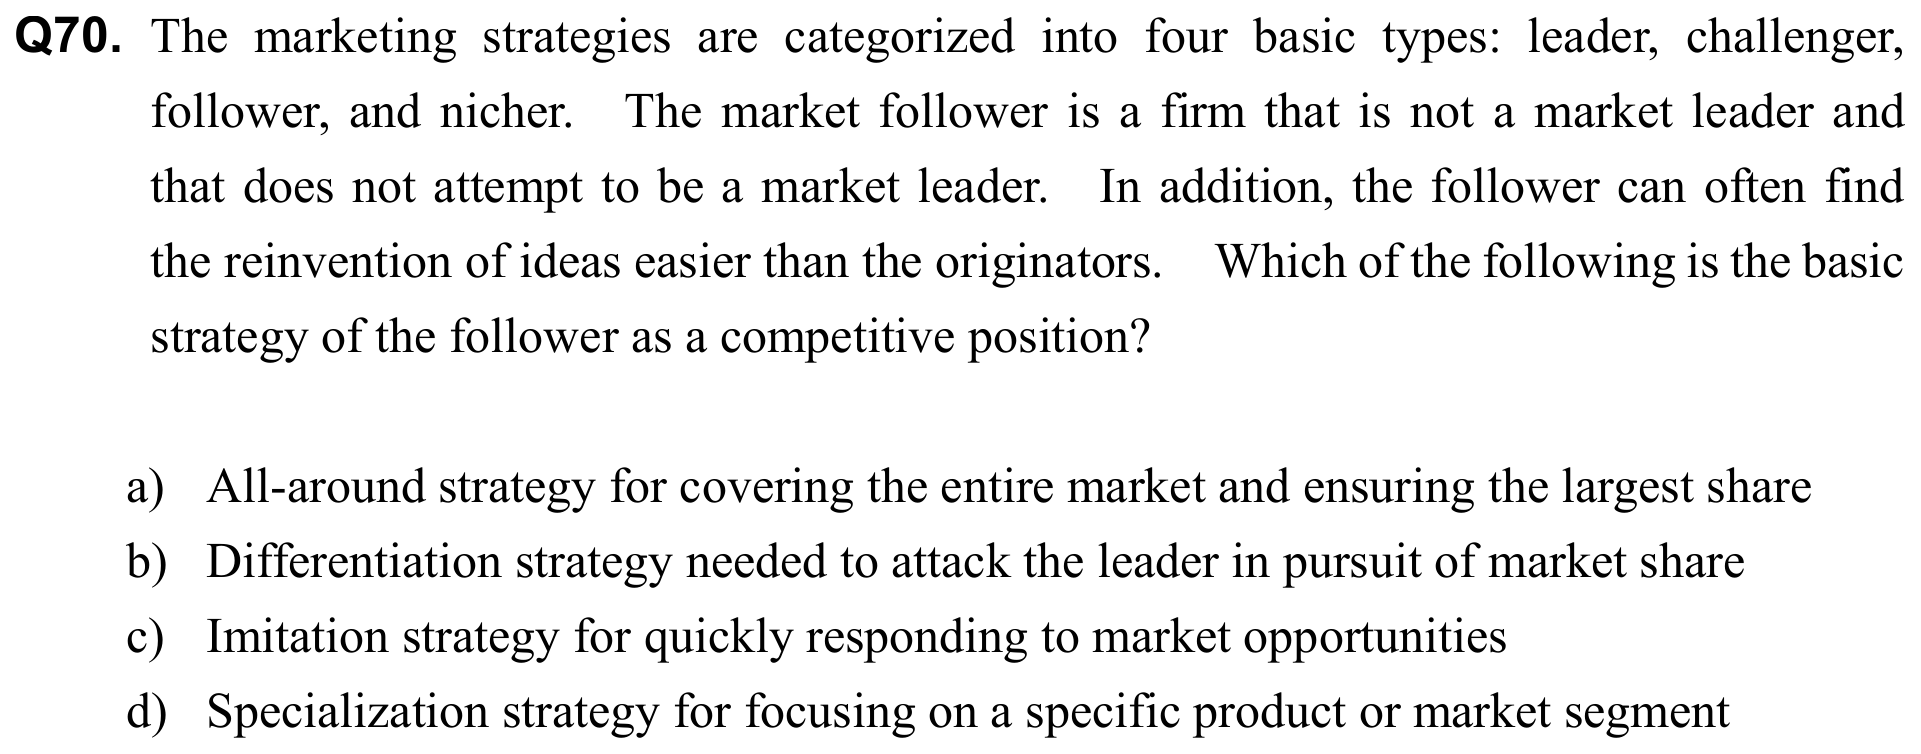 Q70. The marketing strategies are categorized into four basic types: leader, challenger,
follower, and nicher. The market follower is a firm that is not a market leader and
that does not attempt to be a market leader. In addition, the follower can often find
the reinvention of ideas easier than the originators. Which of the following is the basic
strategy of the follower as a competitive position?
a) All-around strategy for covering the entire market and ensuring the largest share
b) Differentiation strategy needed to attack the leader in pursuit of market share
c) Imitation strategy for quickly responding to market opportunities
d) Specialization strategy for focusing on a specific product or market segment